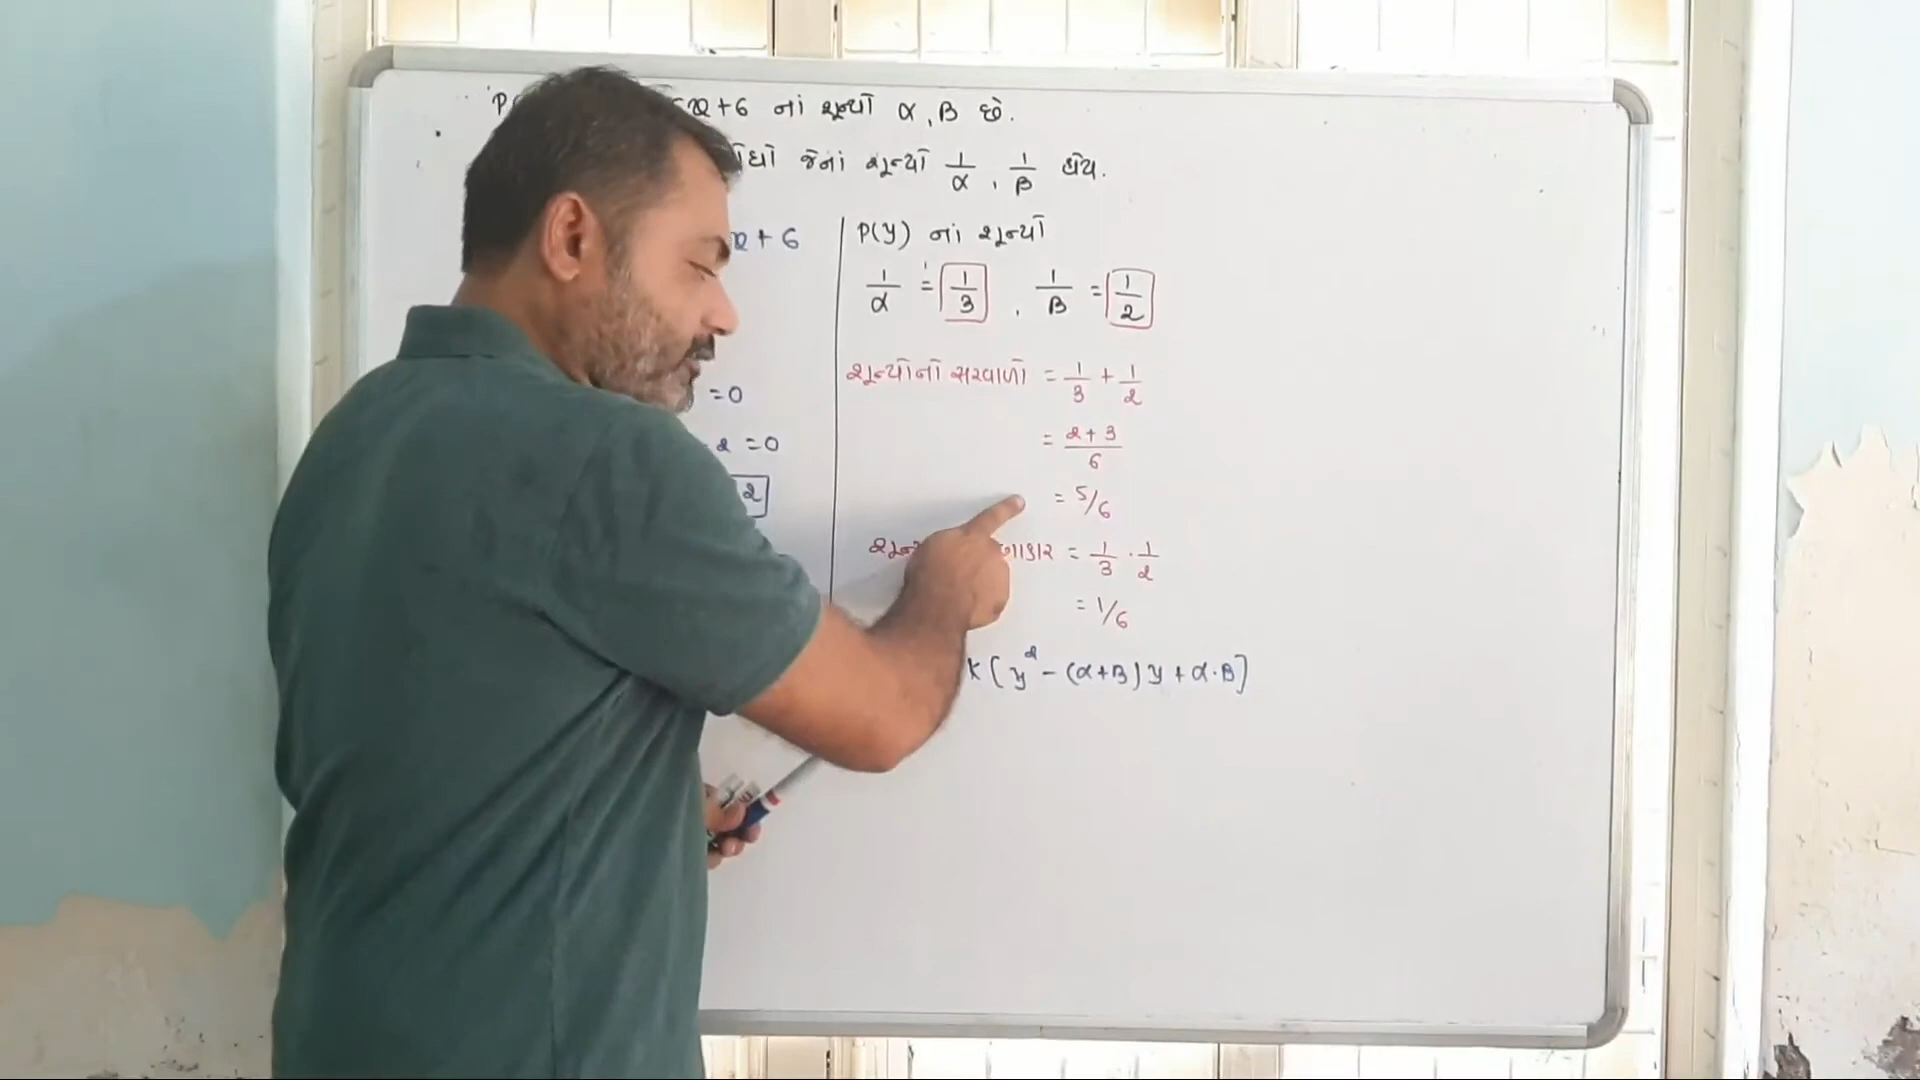 x+6 નાં શૂન્યો α, β છે.
જેનાં શૂન્યો 1/α , 1/β હોય.
x + 6
= 0
2 = 0
2
P(y) નાં શૂન્યો
1/α = 1/3 , 1/β = 1/2
શૂન્યોનો સરવાળો = 1/3 + 1/2
= 2+3/6
= 5/6
= 1/3 · 1/2
= 1/6
k[y² - (α+β)y + α·β]